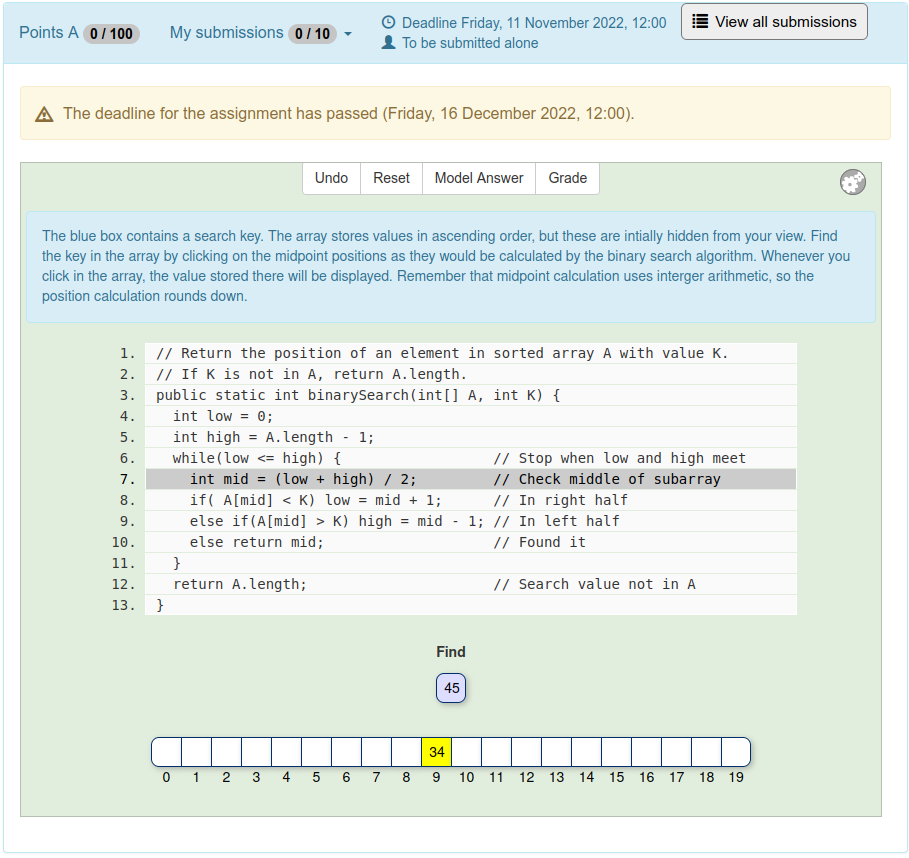 Points A 0 / 100 My submissions 0 / 10 Deadline Friday, 11 November 2022, 12:00 View all submissions
To be submitted alone
The deadline for the assignment has passed (Friday, 16 December 2022, 12:00).
Undo Reset Model Answer Grade
The blue box contains a search key. The array stores values in ascending order, but these are intially hidden from your view. Find
the key in the array by clicking on the midpoint positions as they would be calculated by the binary search algorithm. Whenever you
click in the array, the value stored there will be displayed. Remember that midpoint calculation uses interger arithmetic, so the
position calculation rounds down.
1. // Return the position of an element in sorted array A with value K.
2. // If K is not in A, return A.length.
3. public static int binarySearch(int[] A, int K) {
4. int low = 0;
5. int high = A.length - 1;
6. while(low <= high) { // Stop when low and high meet
7. int mid = (low + high) / 2; // Check middle of subarray
8. if( A[mid] < K) low = mid + 1; // In right half
9. else if(A[mid] > K) high = mid - 1; // In left half
10. else return mid; // Found it
11. }
12. return A.length; // Search value not in A
13. }
Find
45
34
0 1 2 3 4 5 6 7 8 9 10 11 12 13 14 15 16 17 18 19